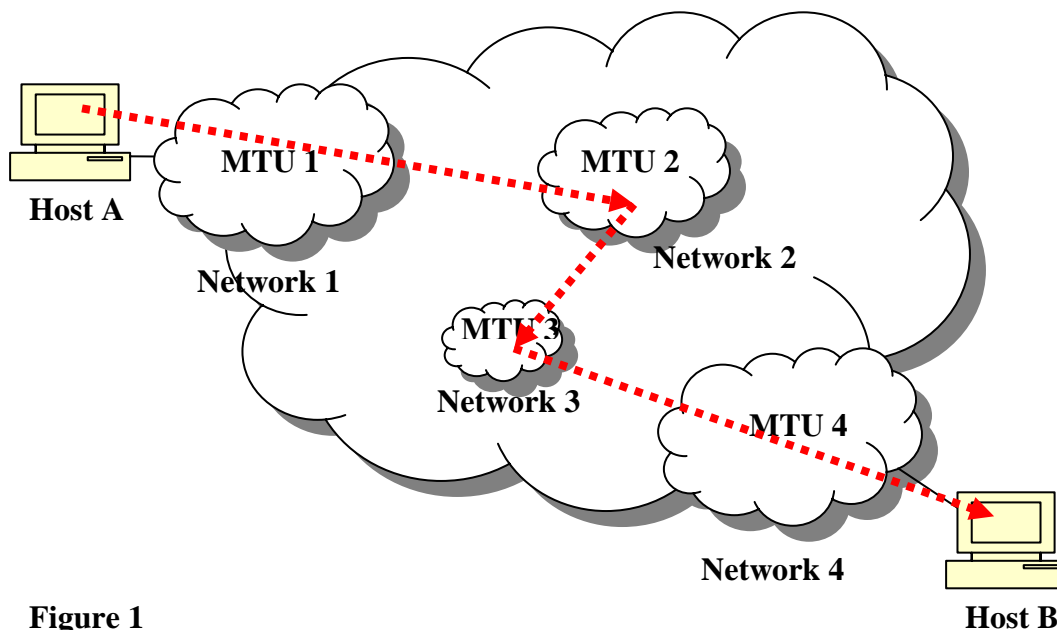 MTU 1
MTU 2
Host A
Network 2
Network 1
MTU 3
Network 3
MTU 4
Network 4
Figure 1
Host B